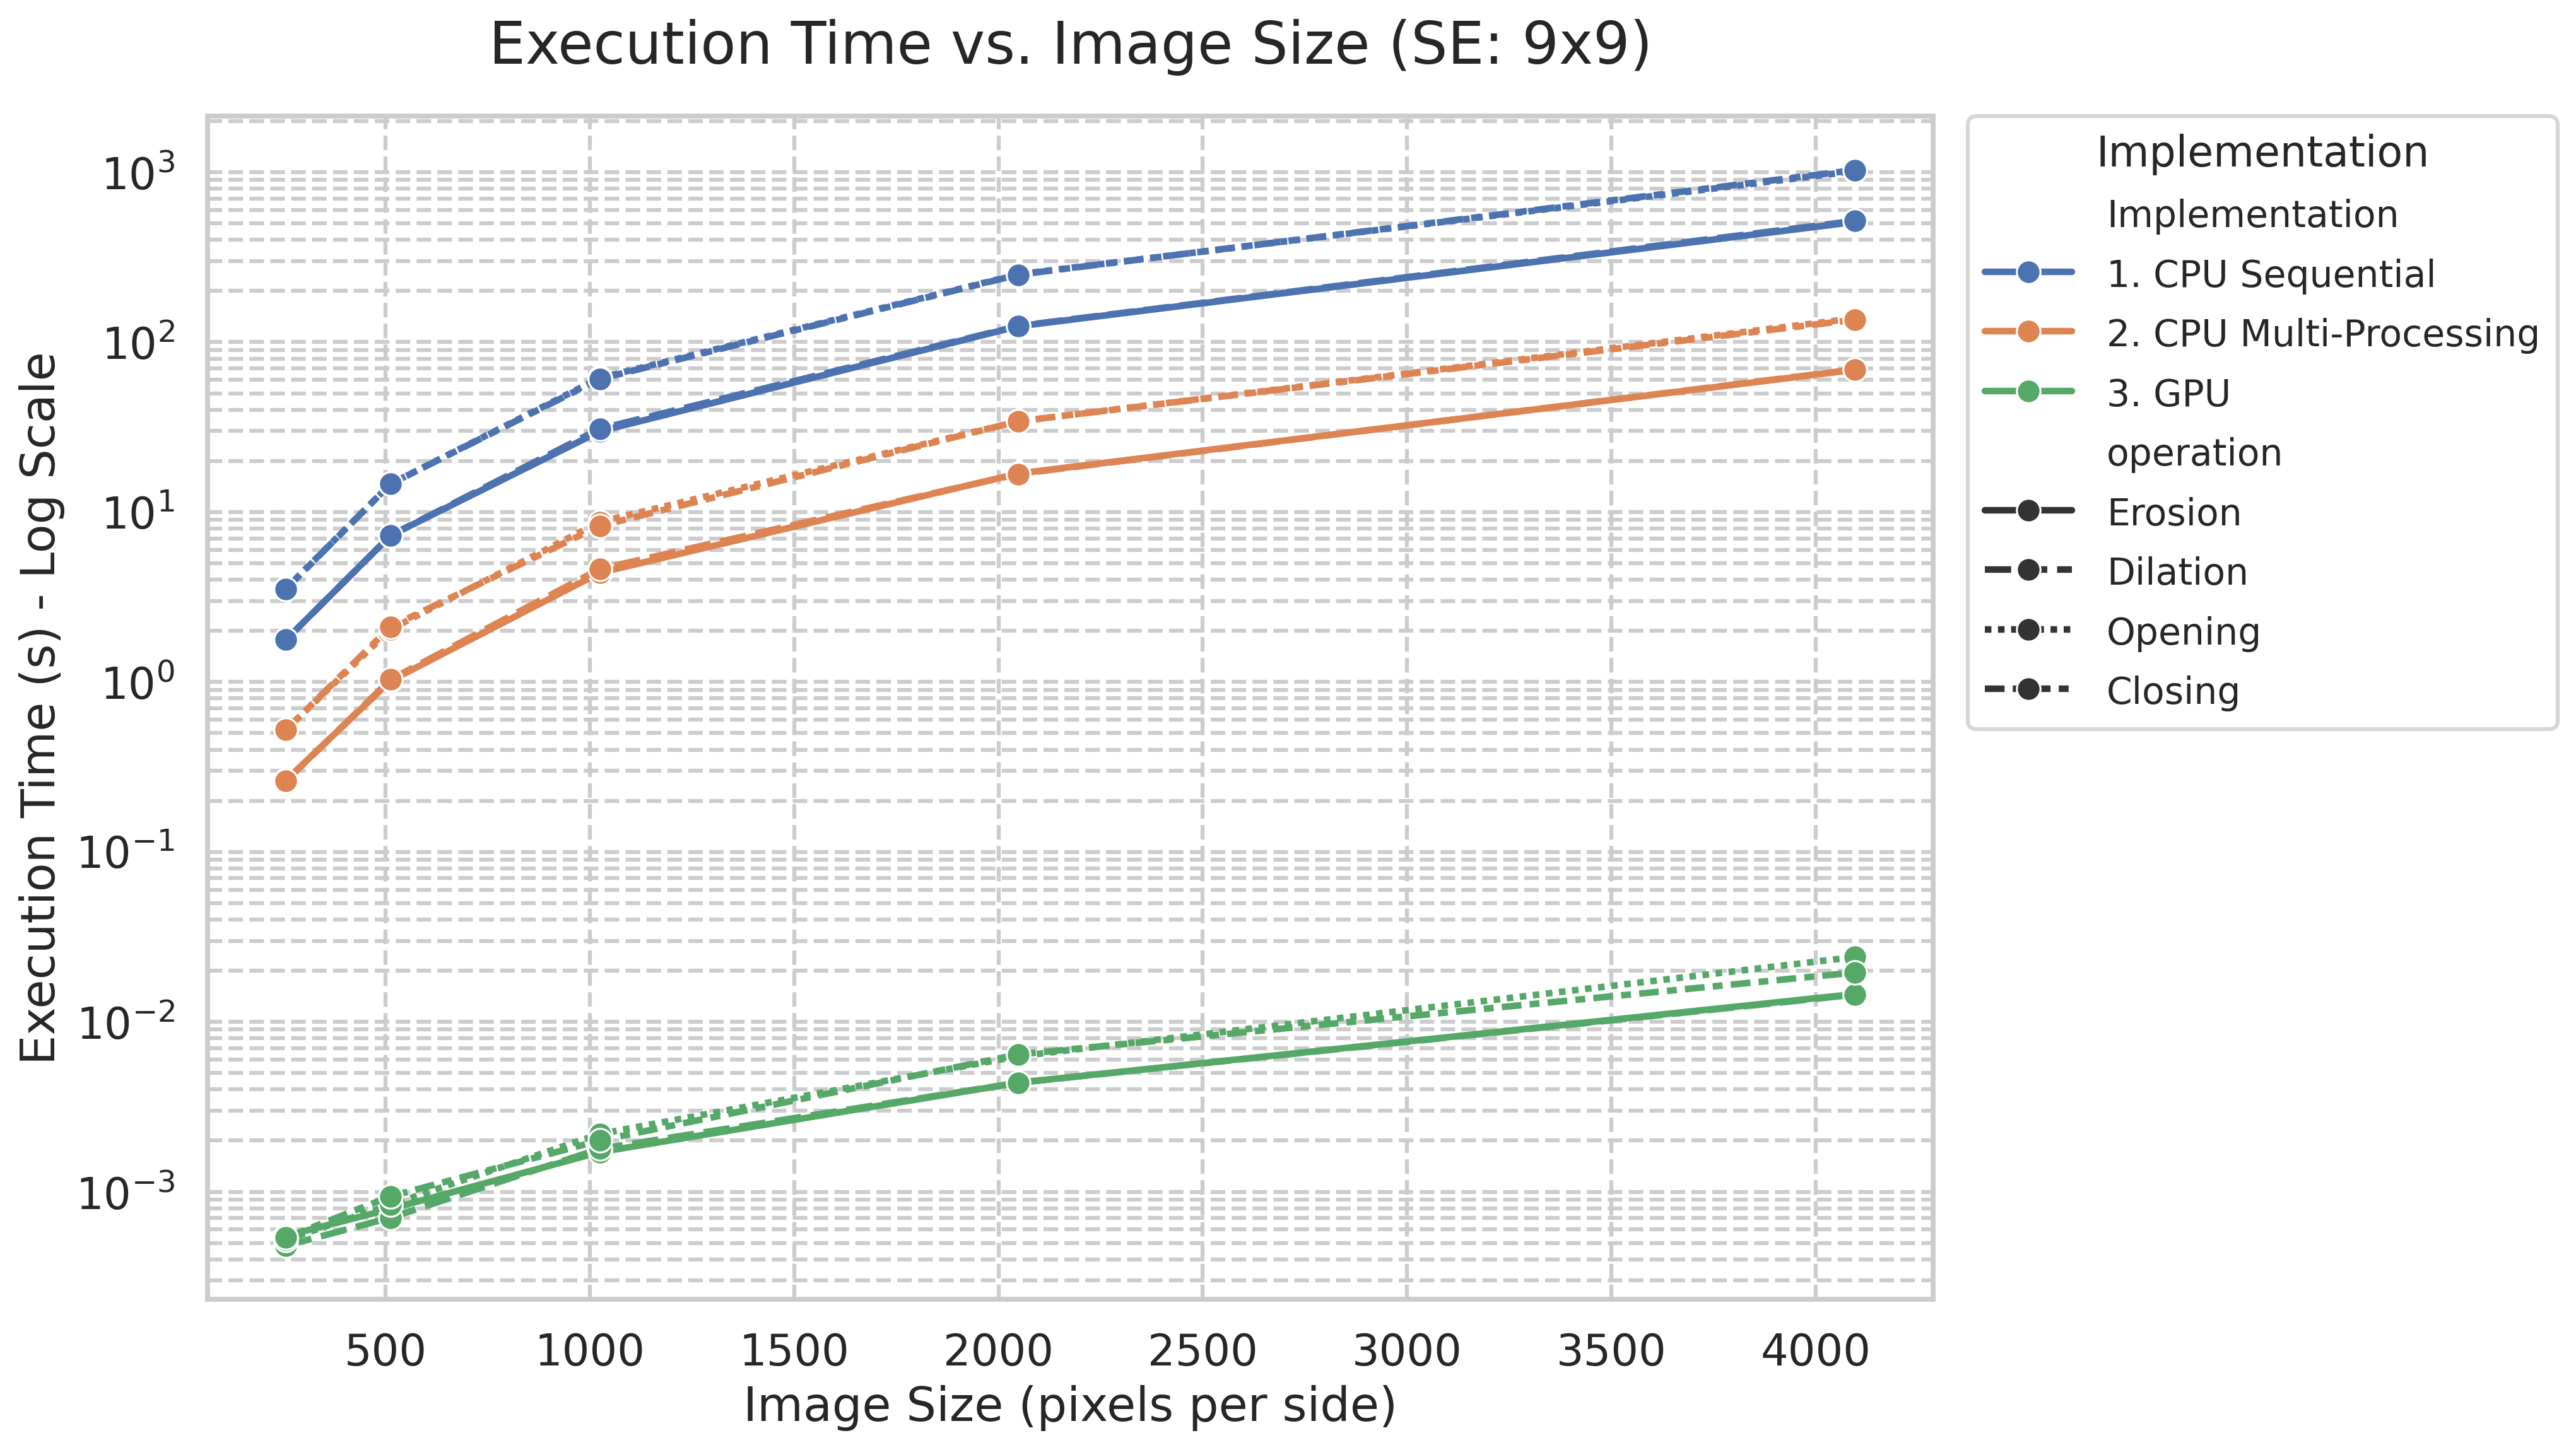 Execution Time vs. Image Size (SE: 9x9)
Execution Time (s) - Log Scale
10³
10²
10¹
10⁰
10⁻¹
10⁻²
10⁻³
500 1000 1500 2000 2500 3000 3500 4000
Image Size (pixels per side)
Implementation
Implementation
1. CPU Sequential
2. CPU Multi-Processing
3. GPU
operation
Erosion
Dilation
Opening
Closing